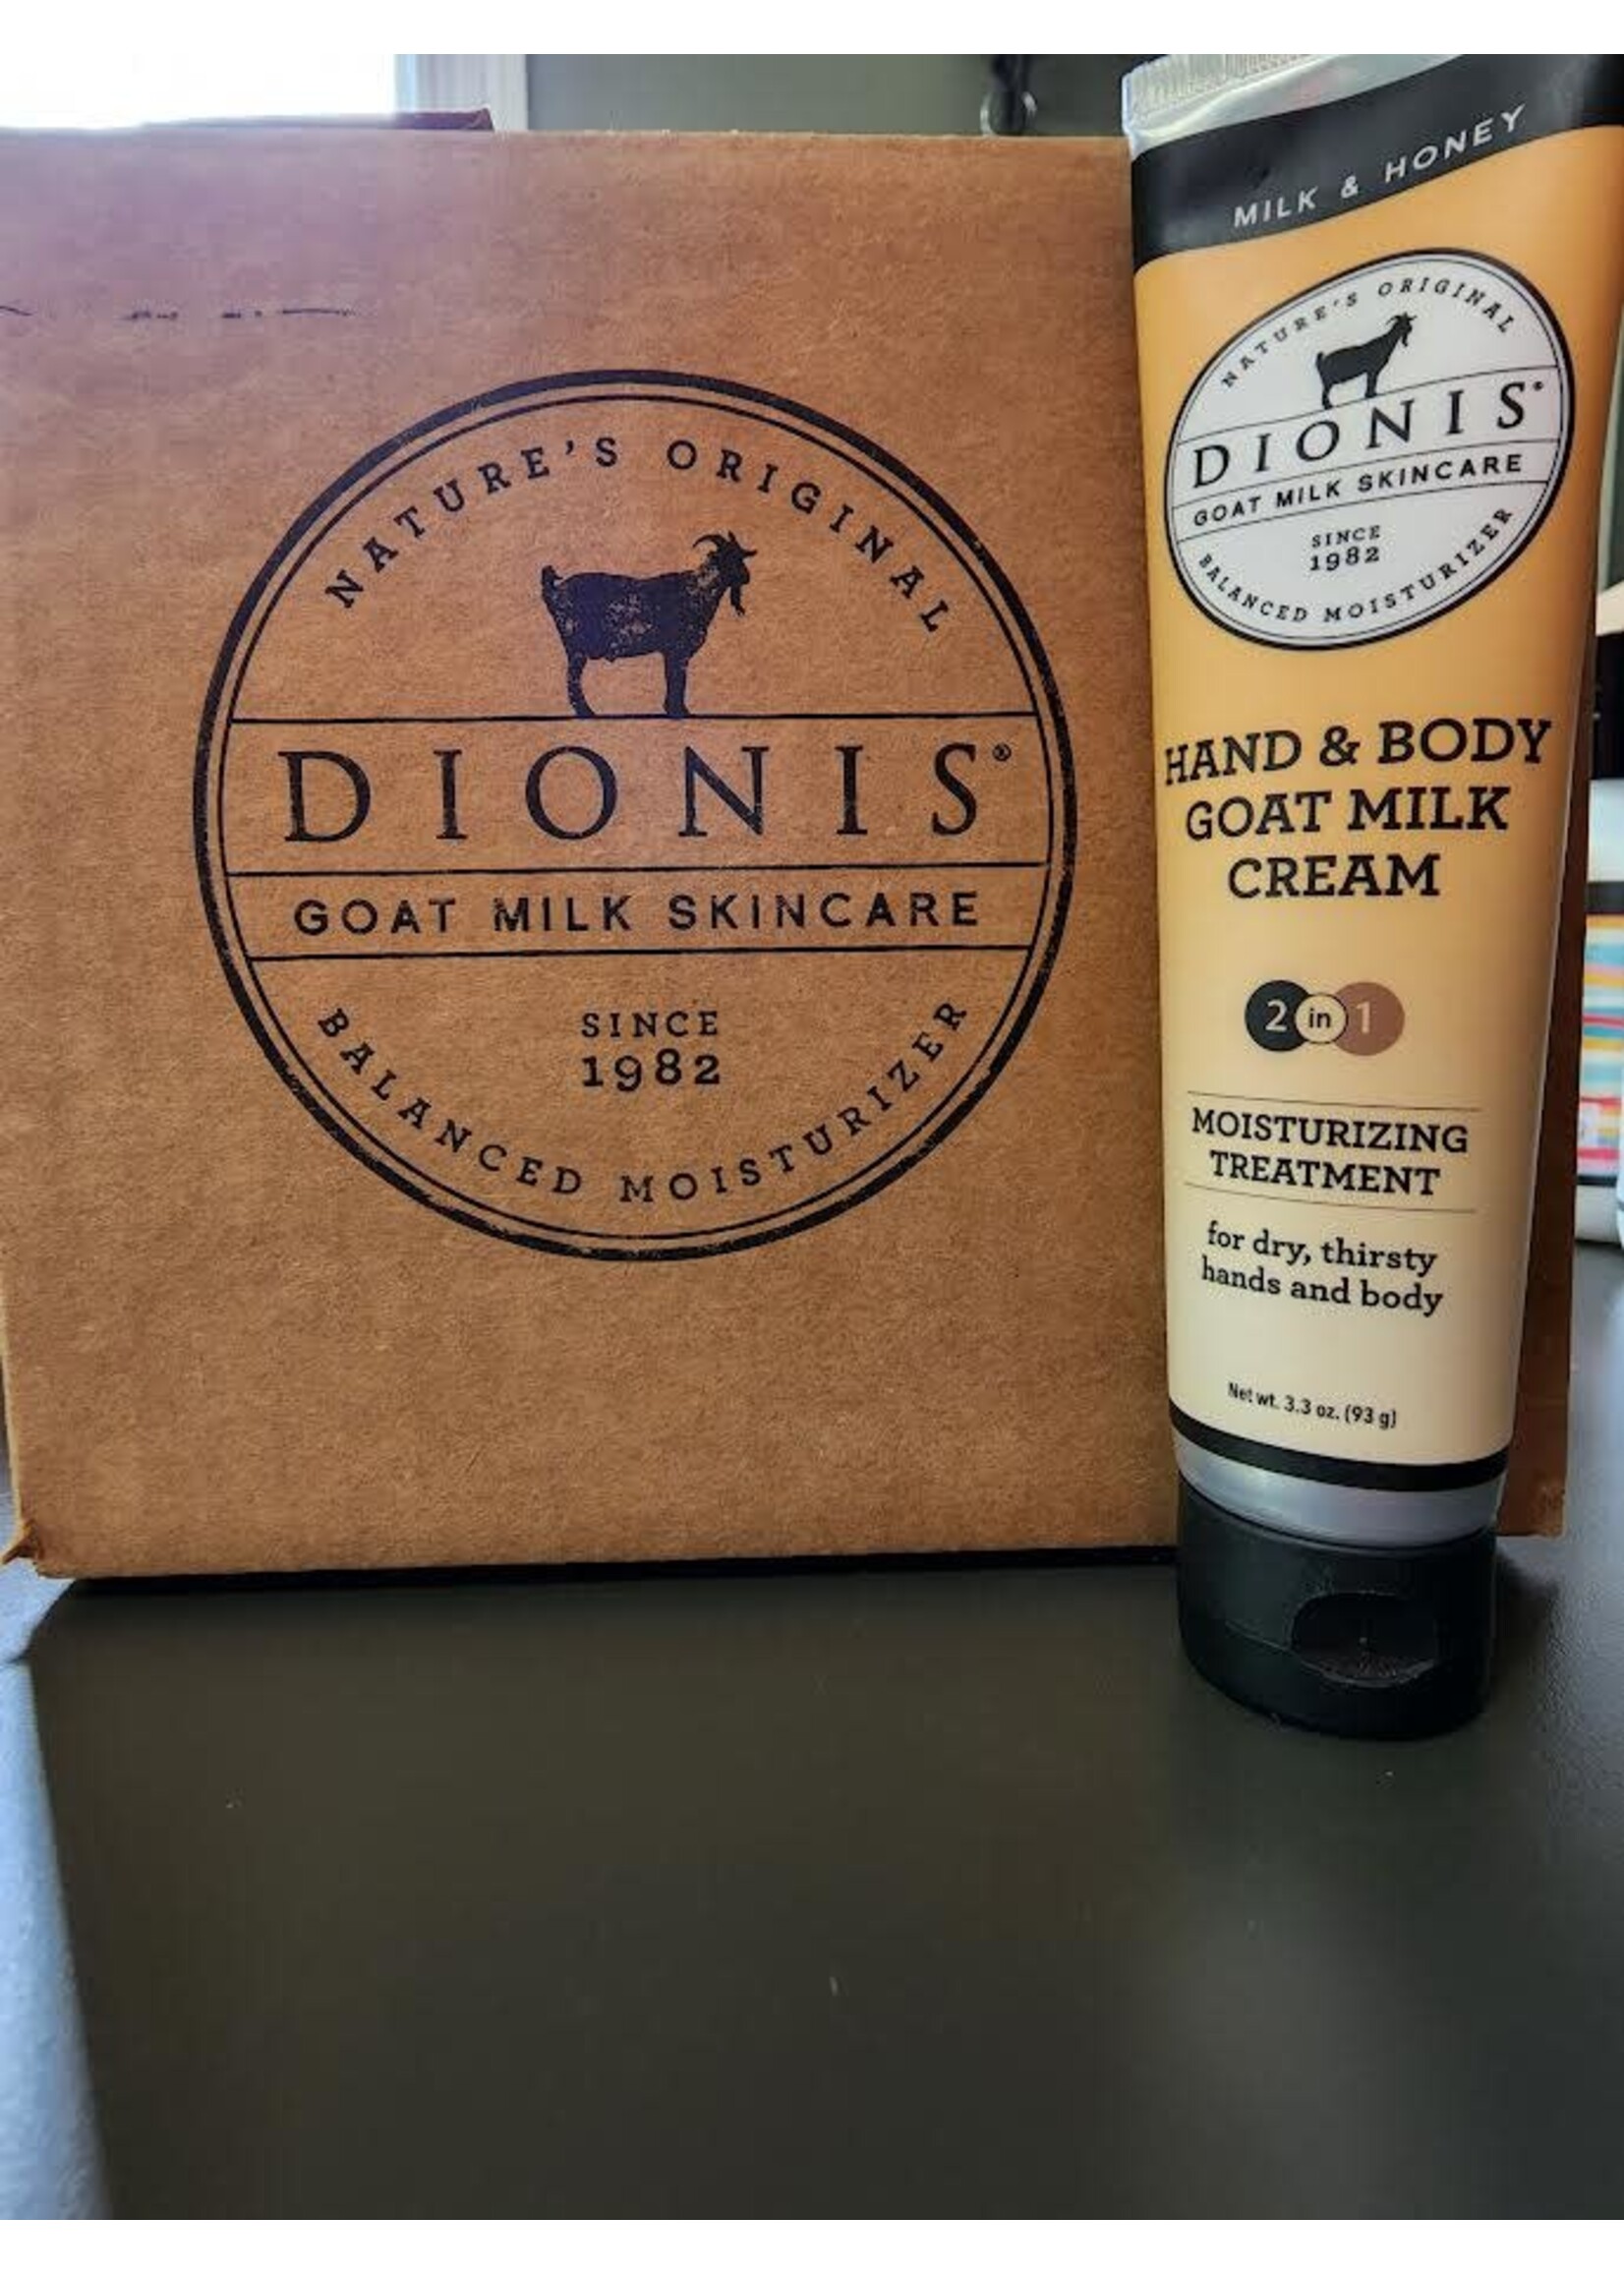 NATURE'S ORIGINAL
DIONIS®
GOAT MILK SKINCARE
SINCE
1982
BALANCED MOISTURIZER
MILK & HONEY
NATURE'S ORIGINAL
DIONIS®
GOAT MILK SKINCARE
SINCE
1982
BALANCED MOISTURIZER
HAND & BODY
GOAT MILK
CREAM
2 in 1
MOISTURIZING
TREATMENT
for dry, thirsty
hands and body
Net wt. 3.3 oz. (93 g)